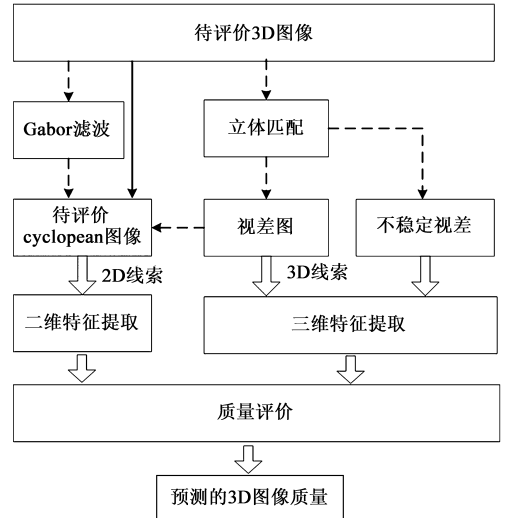 待评价3D图像
Gabor滤波
立体匹配
待评价
cyclopean图像
视差图
不稳定视差
2D线索
3D线索
二维特征提取
三维特征提取
质量评价
预测的3D图像质量